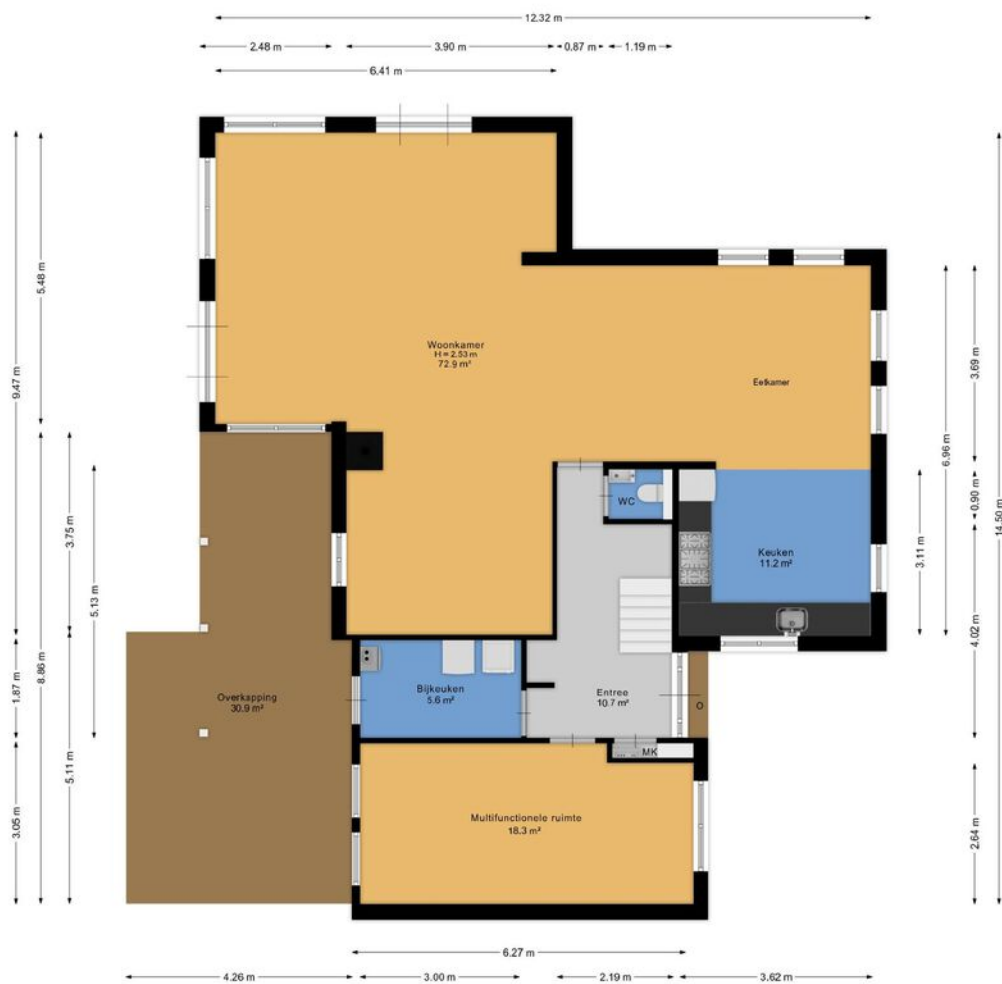 12.32 m
2.48 m
3.90 m
0.87 m
1.19 m
6.41 m
9.47 m
5.48 m
Woonkamer
H = 2.53 m
72.9 m²
Eetkamer
3.69 m
6.96 m
14.50 m
WC
0.90 m
Keuken
11.2 m²
3.11 m
3.75 m
5.13 m
8.86 m
4.02 m
1.87 m
Overkapping
30.9 m²
Bijkeuken
5.6 m²
Entree
10.7 m²
O
MK
5.11 m
3.05 m
Multifunctionele ruimte
18.3 m²
2.64 m
6.27 m
4.26 m
3.00 m
2.19 m
3.62 m